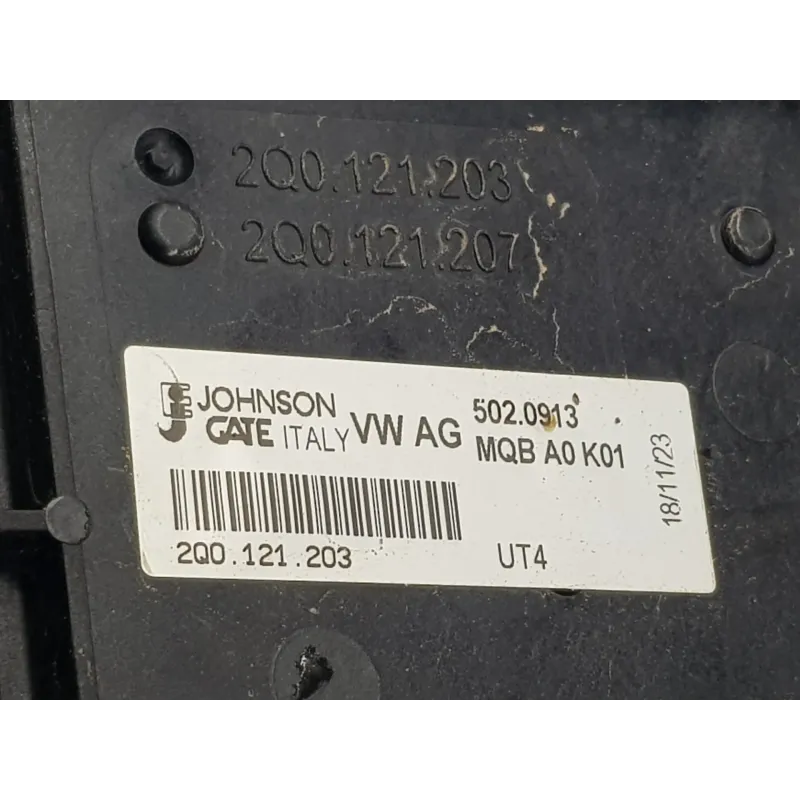 2Q0.121.203
2Q0.121.207
JOHNSON
GATE ITALY VW AG
502.0913
MQB A0 K01
18/11/23
2Q0.121.203
UT4